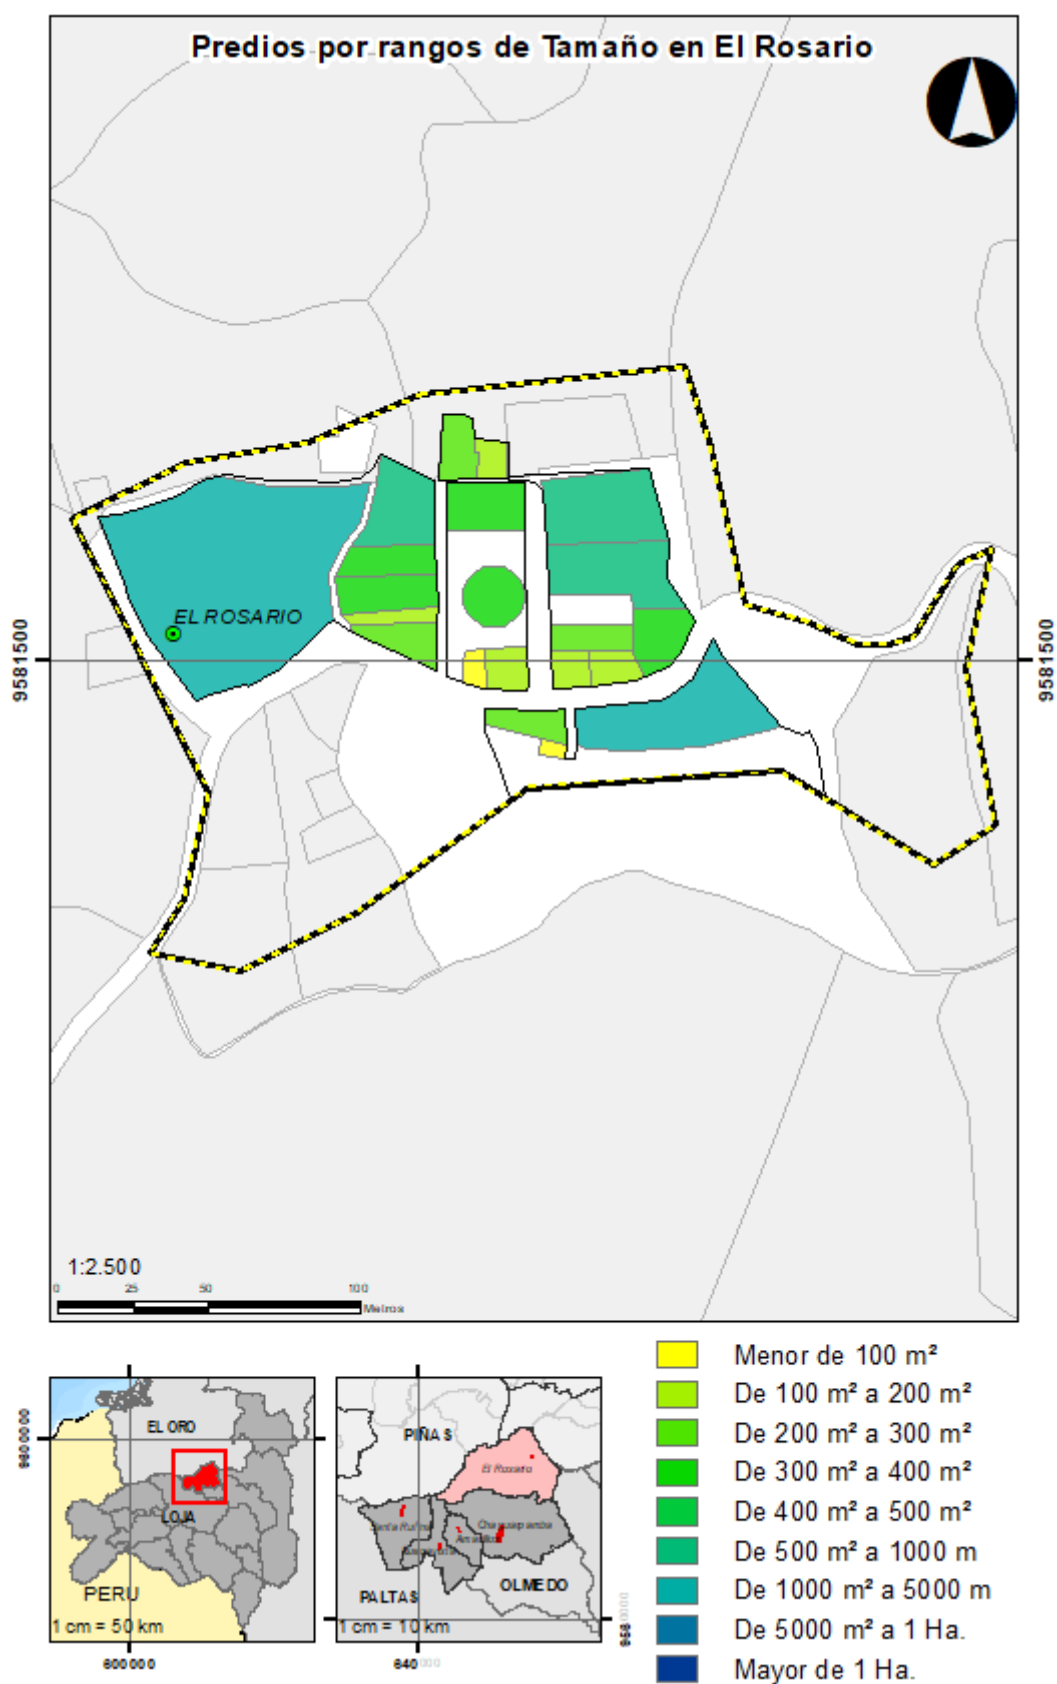 Predios por rangos de Tamaño en El Rosario
9581500
9581500
EL ROSARIO
1:2.500
0 25 50 100
Metros
Menor de 100 m²
De 100 m² a 200 m²
De 200 m² a 300 m²
De 300 m² a 400 m²
De 400 m² a 500 m²
De 500 m² a 1000 m
De 1000 m² a 5000 m
De 5000 m² a 1 Ha.
Mayor de 1 Ha.
EL ORO
LOJA
PERU
1 cm = 50 km
600000
PIÑAS
El Rosario
Santa Rufina
Chaguarpamba
PALTAS
OLMEDO
1 cm = 10 km
640000